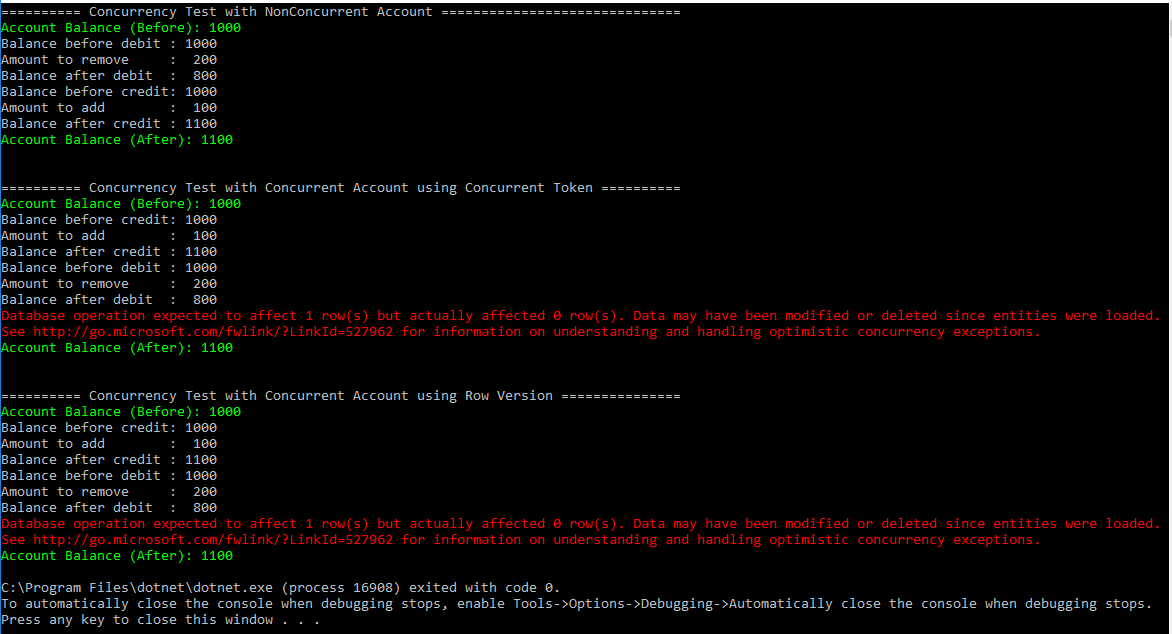 ========== Concurrency Test with NonConcurrent Account ==============================
Account Balance (Before): 1000
Balance before debit : 1000
Amount to remove     :  200
Balance after debit  :  800
Balance before credit: 1000
Amount to add        :  100
Balance after credit : 1100
Account Balance (After): 1100
========== Concurrency Test with Concurrent Account using Concurrent Token ==========
Account Balance (Before): 1000
Balance before credit: 1000
Amount to add        :  100
Balance after credit : 1100
Balance before debit : 1000
Amount to remove     :  200
Balance after debit  :  800
Database operation expected to affect 1 row(s) but actually affected 0 row(s). Data may have been modified or deleted since entities were loaded.
See http://go.microsoft.com/fwlink/?LinkId=527962 for information on understanding and handling optimistic concurrency exceptions.
Account Balance (After): 1100
========== Concurrency Test with Concurrent Account using Row Version ===============
Account Balance (Before): 1000
Balance before credit: 1000
Amount to add        :  100
Balance after credit : 1100
Balance before debit : 1000
Amount to remove     :  200
Balance after debit  :  800
Database operation expected to affect 1 row(s) but actually affected 0 row(s). Data may have been modified or deleted since entities were loaded.
See http://go.microsoft.com/fwlink/?LinkId=527962 for information on understanding and handling optimistic concurrency exceptions.
Account Balance (After): 1100
C:\Program Files\dotnet\dotnet.exe (process 16908) exited with code 0.
To automatically close the console when debugging stops, enable Tools->Options->Debugging->Automatically close the console when debugging stops.
Press any key to close this window . . .